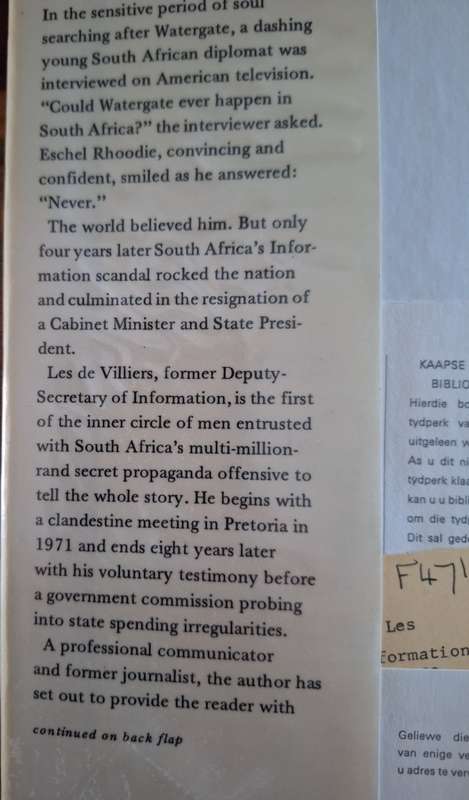 In the sensitive period of soul
searching after Watergate, a dashing
young South African diplomat was
interviewed on American television.
“Could Watergate ever happen in
South Africa?” the interviewer asked.
Eschel Rhoodie, convincing and
confident, smiled as he answered:
“Never.”
The world believed him. But only
four years later South Africa’s Infor-
mation scandal rocked the nation
and culminated in the resignation of
a Cabinet Minister and State Presi-
dent.
Les de Villiers, former Deputy-
Secretary of Information, is the first
of the inner circle of men entrusted
with South Africa’s multi-million-
rand secret propaganda offensive to
tell the whole story. He begins with
a clandestine meeting in Pretoria in
1971 and ends eight years later
with his voluntary testimony before
a government commission probing
into state spending irregularities.
A professional communicator
and former journalist, the author has
set out to provide the reader with
continued on back flap
KAAPSE
BIBLIO
Hierdie bo
tydperk va
uitgeleen w
As u dit ni
tydperk klaa
kan u u bibli
om die tyd
Dit sal ged
F471
Les
formation
Geliewe die
van enige ve
u adres te ver